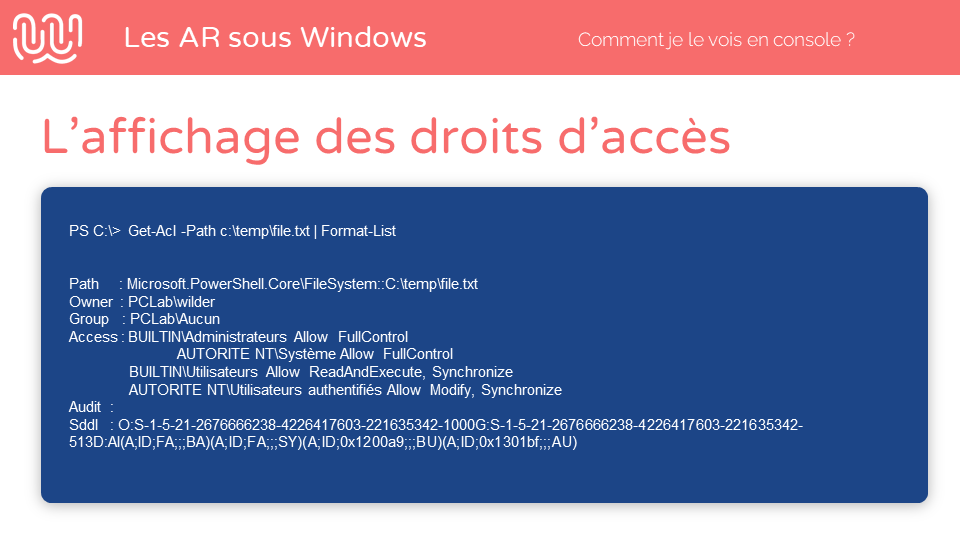 Les AR sous Windows
Comment je le vois en console ?
L’affichage des droits d’accès
PS C:\> Get-Acl -Path c:\temp\file.txt | Format-List
Path : Microsoft.PowerShell.Core\FileSystem::C:\temp\file.txt
Owner : PCLab\wilder
Group : PCLab\Aucun
Access : BUILTIN\Administrateurs Allow FullControl
AUTORITE NT\Système Allow FullControl
BUILTIN\Utilisateurs Allow ReadAndExecute, Synchronize
AUTORITE NT\Utilisateurs authentifiés Allow Modify, Synchronize
Audit :
Sddl : O:S-1-5-21-2676666238-4226417603-221635342-1000G:S-1-5-21-2676666238-4226417603-221635342-
513D:AI(A;ID;FA;;;BA)(A;ID;FA;;;SY)(A;ID;0x1200a9;;;BU)(A;ID;0x1301bf;;;AU)